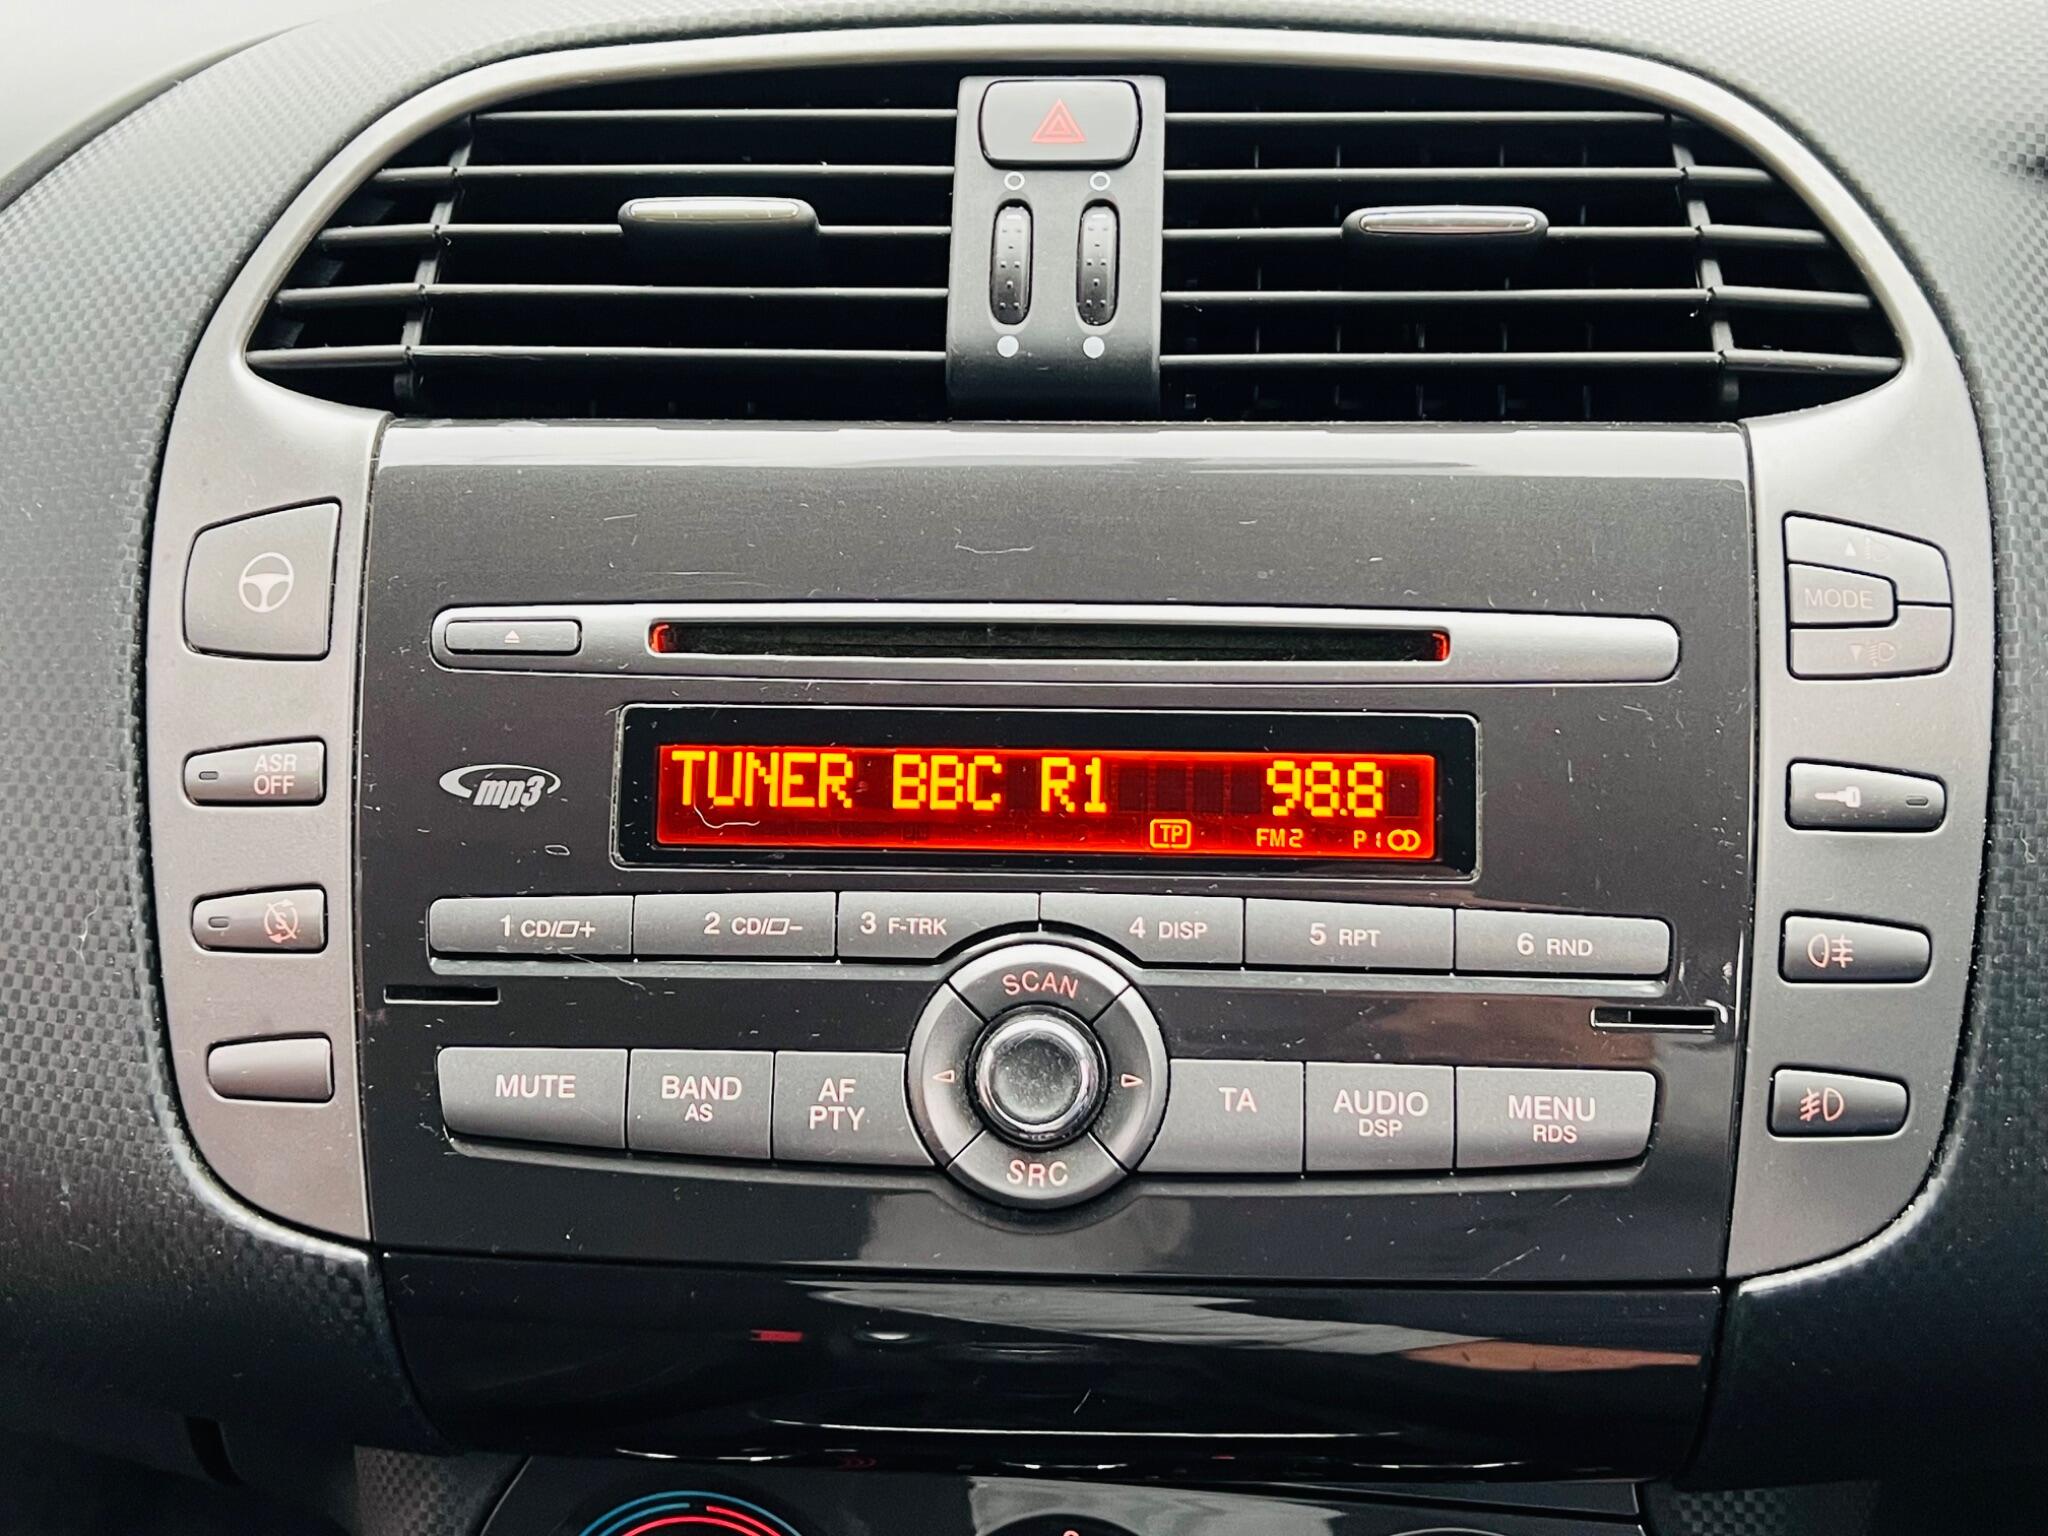 MODE
ASR
OFF
mp3
TUNER BBC R1 98.8
TP FM2 P1
1 CD/+ 2 CD/- 3 F-TRK 4 DISP 5 RPT 6 RND
SCAN
MUTE BAND AF TA AUDIO MENU
AS PTY DSP RDS
SRC